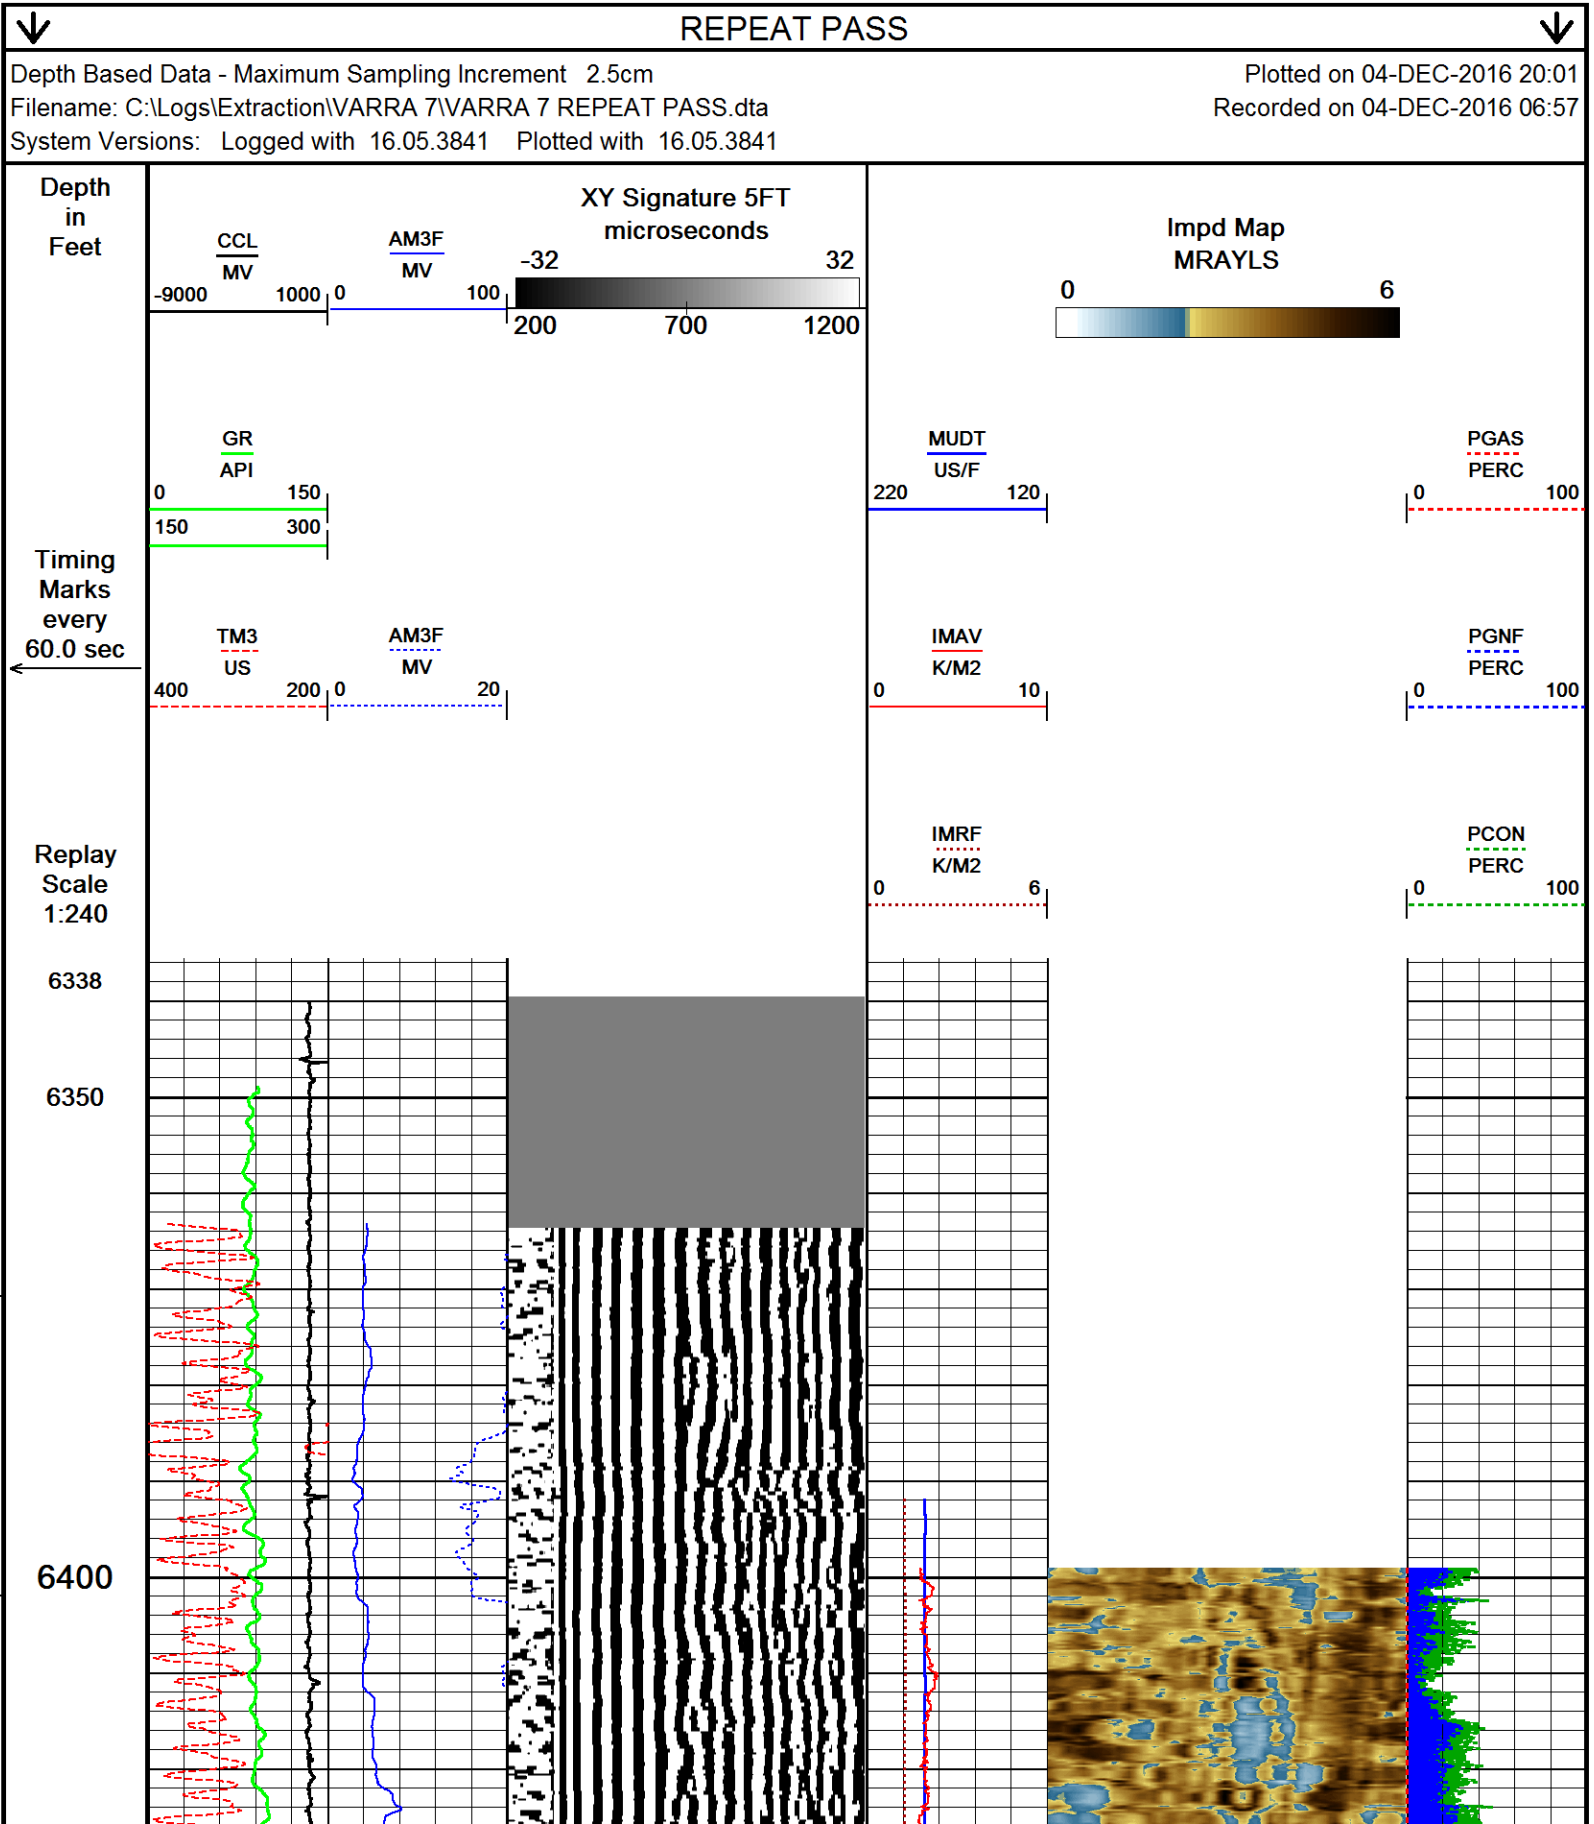 REPEAT PASS
Depth Based Data - Maximum Sampling Increment 2.5cm
Plotted on 04-DEC-2016 20:01
Filename: C:\Logs\Extraction\VARRA 7\VARRA 7 REPEAT PASS.dta
Recorded on 04-DEC-2016 06:57
System Versions: Logged with 16.05.3841 Plotted with 16.05.3841
Depth
in
Feet
CCL
MV
-9000 1000
AM3F
MV
0 100
XY Signature 5FT
microseconds
-32 32
200 700 1200
Impd Map
MRAYLS
0 6
GR
API
0 150
150 300
MUDT
US/F
220 120
PGAS
PERC
0 100
Timing
Marks
every
60.0 sec
TM3
US
400 200
AM3F
MV
0 20
IMAV
K/M2
0 10
PGNF
PERC
0 100
Replay
Scale
1:240
IMRF
K/M2
0 6
PCON
PERC
0 100
6338
6350
6400